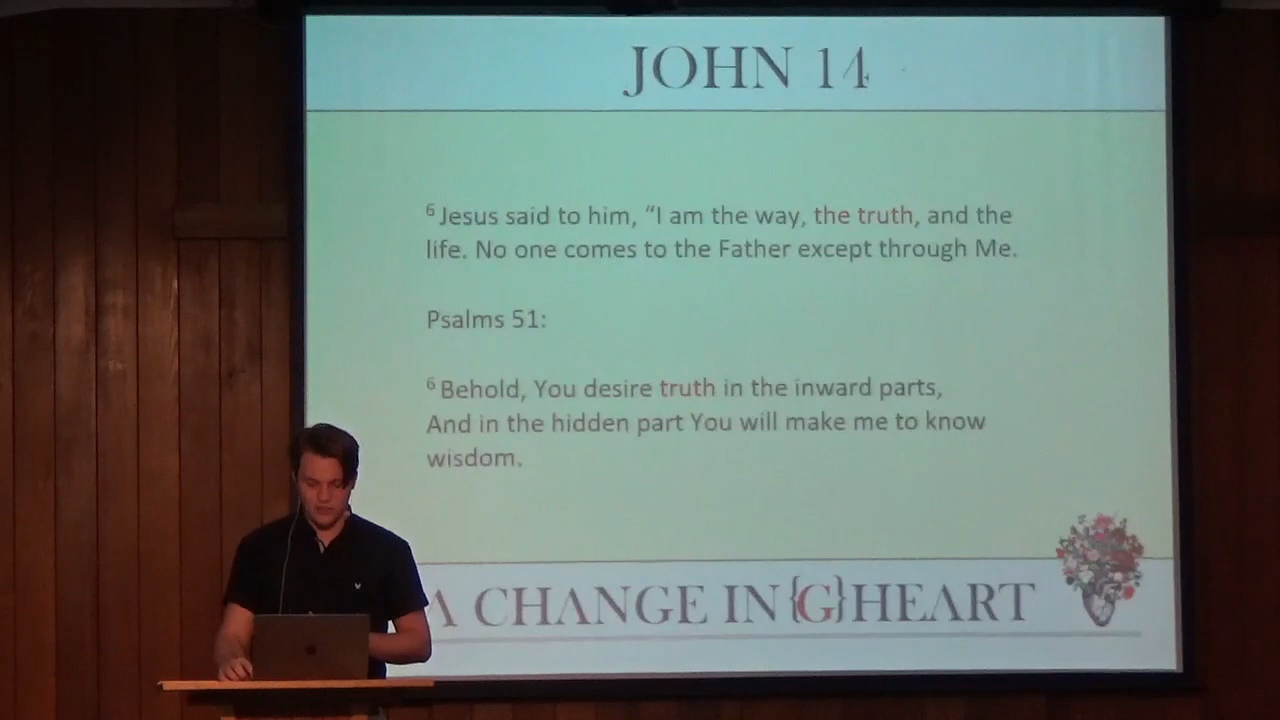 JOHN 14
6 Jesus said to him, “I am the way, the truth, and the
life. No one comes to the Father except through Me.
Psalms 51:
6 Behold, You desire truth in the inward parts,
And in the hidden part You will make me to know
wisdom.
A CHANGE IN {G} HEART